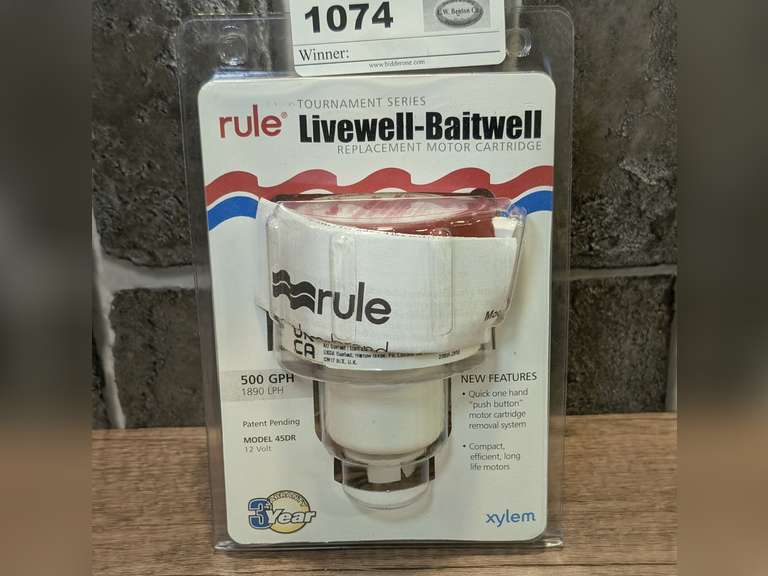 1074
Winner:
www.bidderone.com
TOURNAMENT SERIES
rule® Livewell-Baitwell
REPLACEMENT MOTOR CARTRIDGE
rule
UK
CA
500 GPH
1890 LPH
Patent Pending
MODEL 45DR
12 Volt
NEW FEATURES
• Quick one hand
"push button"
motor cartridge
removal system
• Compact,
efficient, long
life motors
3 Year
xylem